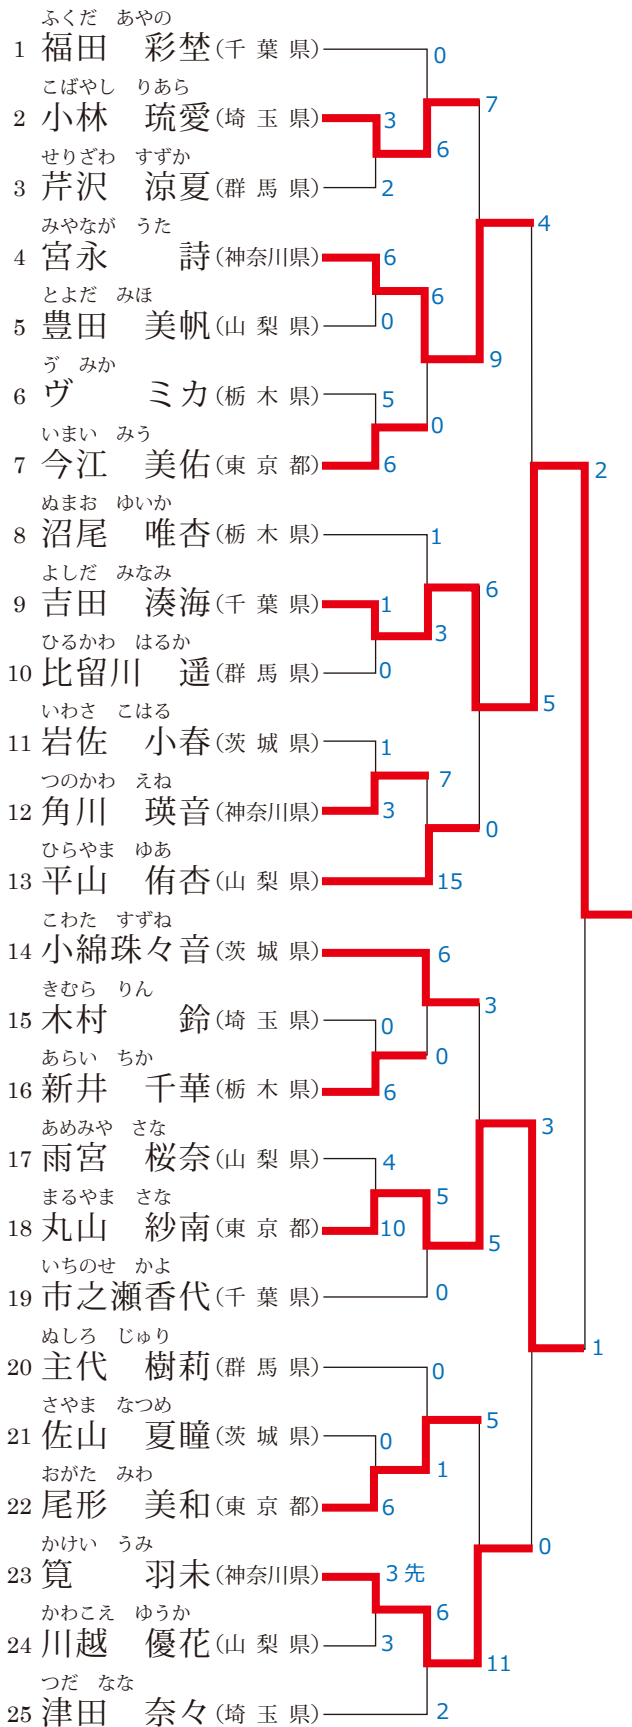 ふくだ　あやの
1 福田　彩埜(千葉県)
0
こばやし　りあら
7
2 小林　琉愛(埼玉県)
3
6
せりざわ　すずか
3 芹沢　涼夏(群馬県)
2
みやなが　うた
4
4 宮永　詩(神奈川県)
6
とよだ　みほ
6
5 豊田　美帆(山梨県)
0
9
ゔ　みか
6 ヴ　ミカ(栃木県)
5
0
いまい　みう
7 今江　美佑(東京都)
6
2
ぬまお　ゆいか
8 沼尾　唯杏(栃木県)
1
よしだ　みなみ
6
9 吉田　湊海(千葉県)
1
3
ひるかわ　はるか
10 比留川　遥(群馬県)
0
5
いわさ　こはる
11 岩佐　小春(茨城県)
1
つのかわ　えね
7
12 角川　瑛音(神奈川県)
3
0
ひらやま　ゆあ
13 平山　侑杏(山梨県)
15
こわた　すずね
14 小綿珠々音(茨城県)
6
きむら　りん
3
15 木村　鈴(埼玉県)
0
あらい　ちか
0
16 新井　千華(栃木県)
6
あめみや　さな
3
17 雨宮　桜奈(山梨県)
4
まるやま　さな
5
18 丸山　紗南(東京都)
10
5
いちのせ　かよ
19 市之瀬香代(千葉県)
0
ぬしろ　じゅり
1
20 主代　樹莉(群馬県)
0
さやま　なつめ
5
21 佐山　夏瞳(茨城県)
0
おがた　みわ
1
22 尾形　美和(東京都)
6
かけい　うみ
0
23 筧　羽未(神奈川県)
3先
かわこえ　ゆうか
6
24 川越　優花(山梨県)
3
11
つだ　なな
25 津田　奈々(埼玉県)
2